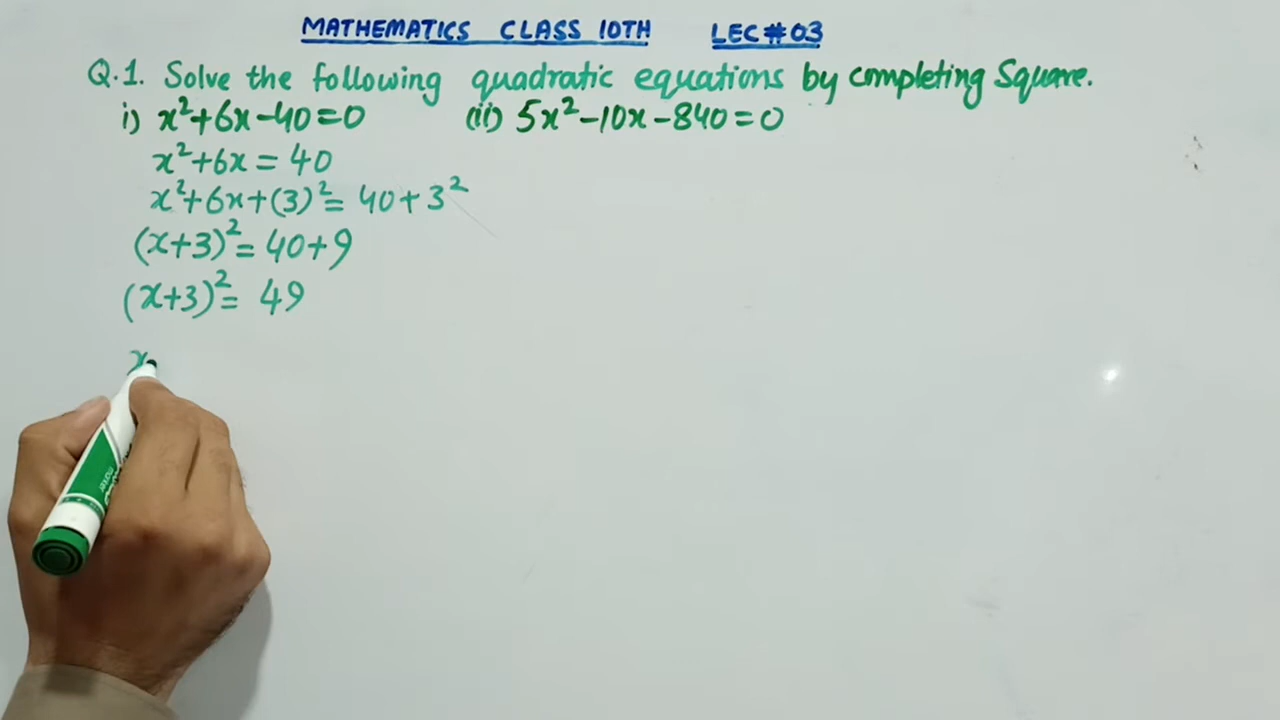 MATHEMATICS CLASS 10TH LEC#03
Q.1. Solve the following quadratic equations by completing Square.
i) x²+6x-40=0 (ii) 5x²-10x-840=0
x²+6x=40
x²+6x+(3)²=40+3²
(x+3)²=40+9
(x+3)²=49
x